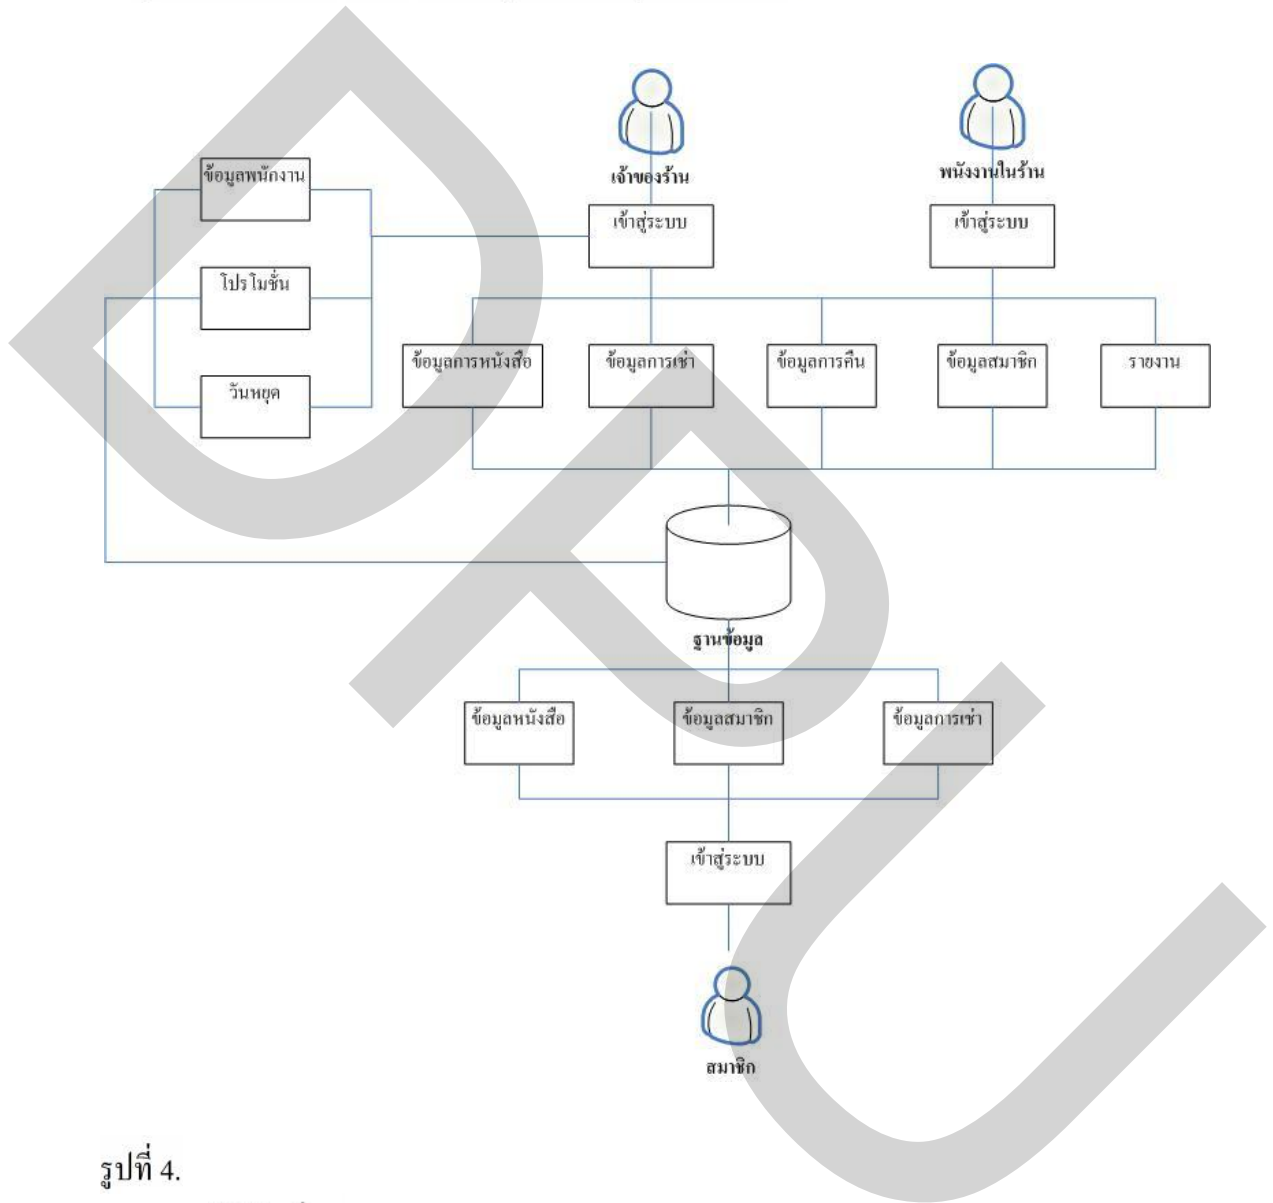 เจ้าของร้าน
พนังงานในร้าน
ข้อมูลพนักงาน
เข้าสู่ระบบ
เข้าสู่ระบบ
โปรโมชั่น
วันหยุด
ข้อมูลการหนังสือ
ข้อมูลการเช่า
ข้อมูลการคืน
ข้อมูลสมาชิก
รายงาน
ฐานข้อมูล
ข้อมูลหนังสือ
ข้อมูลสมาชิก
ข้อมูลการเช่า
เข้าสู่ระบบ
สมาชิก
รูปที่ 4.
DPU